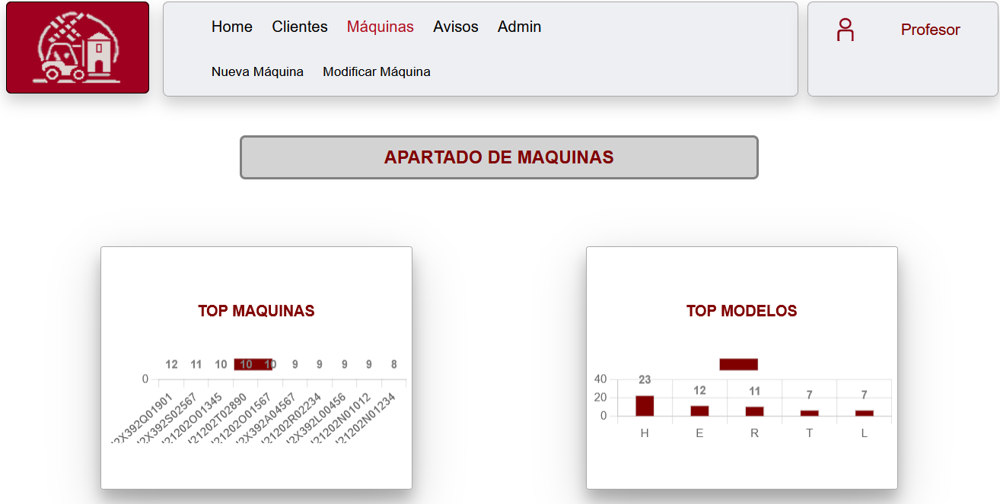 Home Clientes Máquinas Avisos Admin
Profesor
Nueva Máquina Modificar Máquina
APARTADO DE MAQUINAS
TOP MAQUINAS
12 11 10 10 10 9 9 9 9 8
0
2X392Q01901
2X392S02567
21202O01345
21202T02890
21202O01567
2X392A04567
21202R02234
2X392L00456
21202N01012
21202N01234
TOP MODELOS
40
20
0
23 12 11 7 7
H E R T L